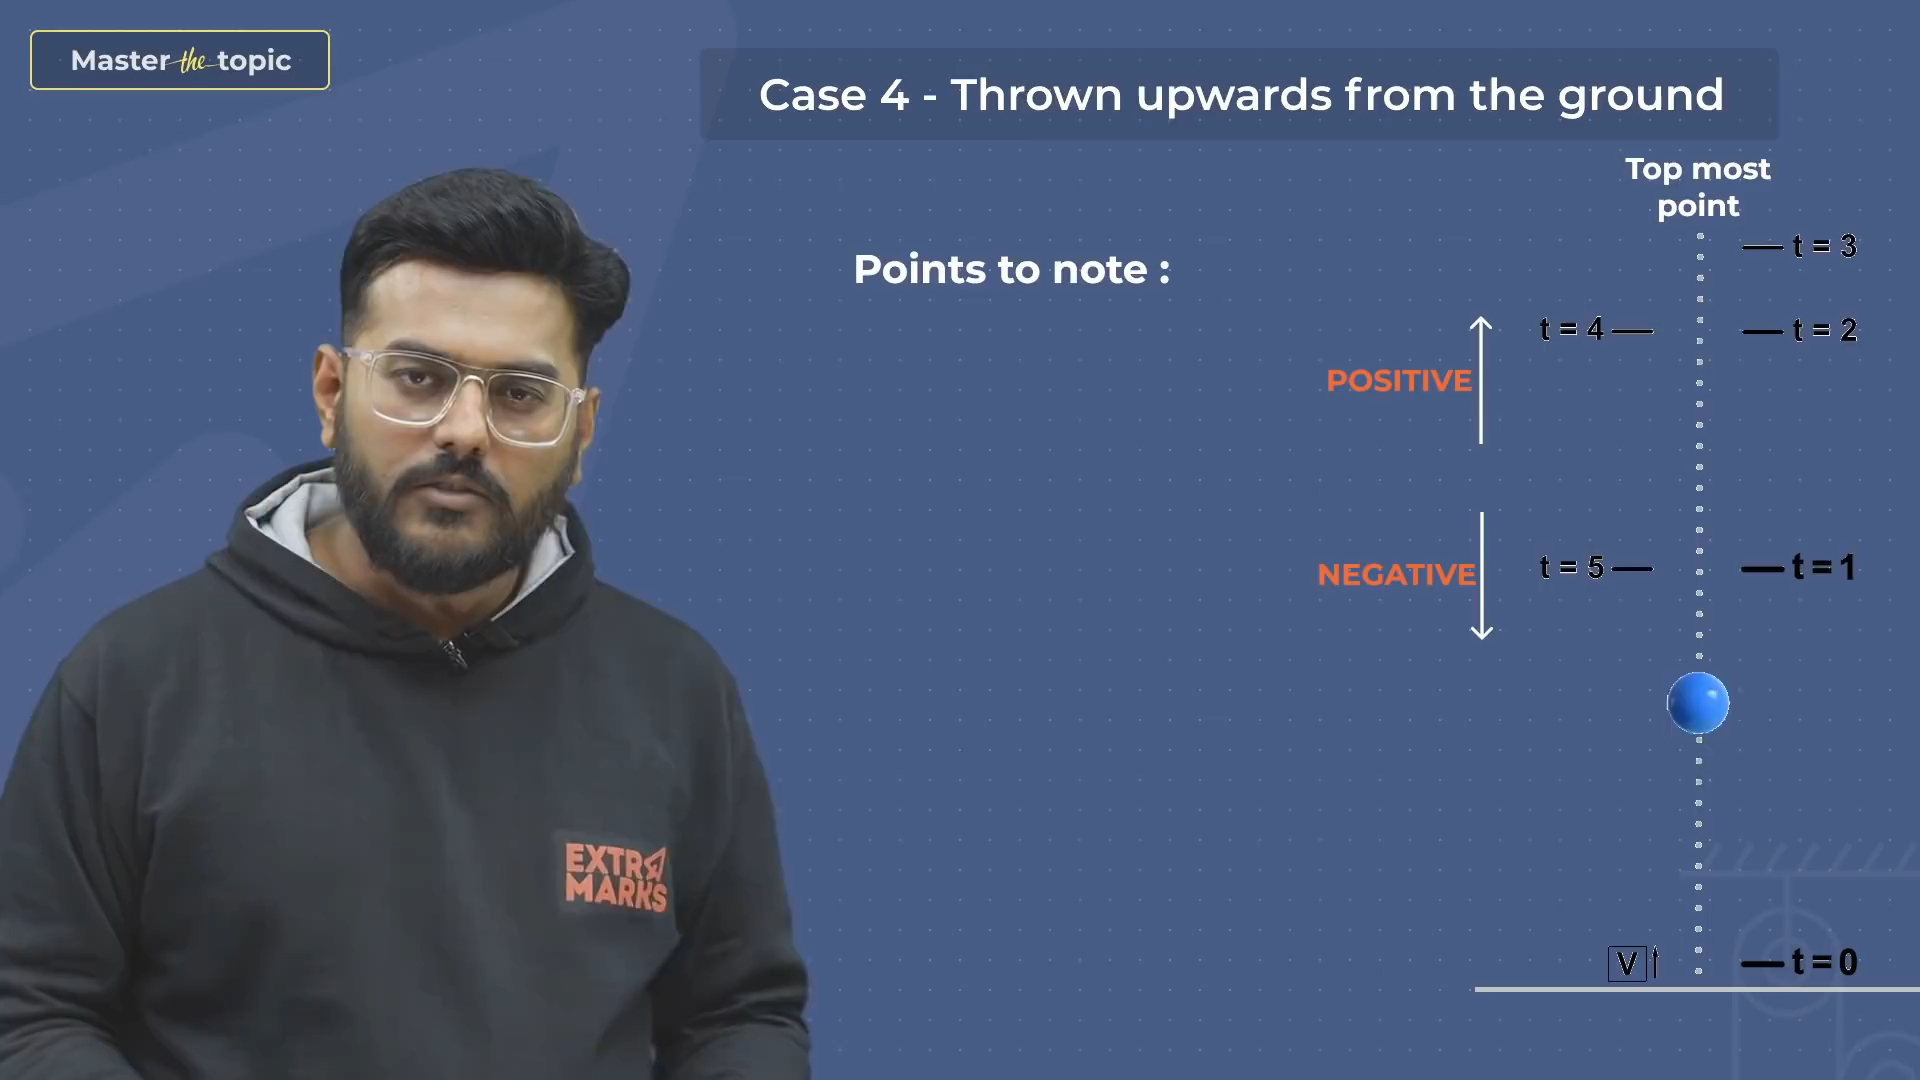 Master the topic
Case 4 - Thrown upwards from the ground
Top most
point
t = 3
Points to note :
t = 4
t = 2
POSITIVE
NEGATIVE
t = 5
t = 1
EXTRA
MARKS
V
t = 0